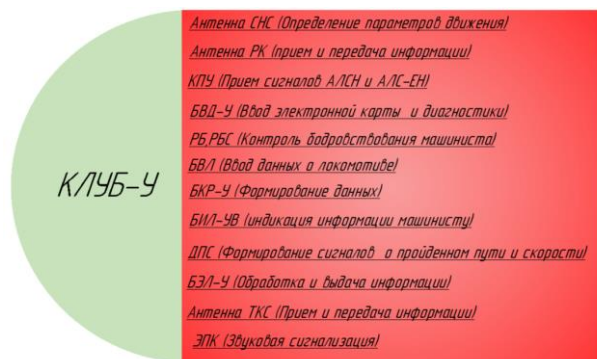 КЛУБ-У
Антенна СНС (Определение параметров движения)
Антенна РК (прием и передача информации)
КПУ (Прием сигналов АЛСН и АЛС-ЕН)
БВД-У (Ввод электронной карты и диагностики)
РБ,РБС (Контроль бодрствования машиниста)
БВЛ (Ввод данных о локомотиве)
БКР-У (Формирование данных)
БИЛ-УВ (индикация информации машинисту)
ДПС (Формирование сигналов о пройденном пути и скорости)
БЭЛ-У (Обработка и выдача информации)
Антенна ТКС (Прием и передача информации)
ЭПК (Звуковая сигнализация)